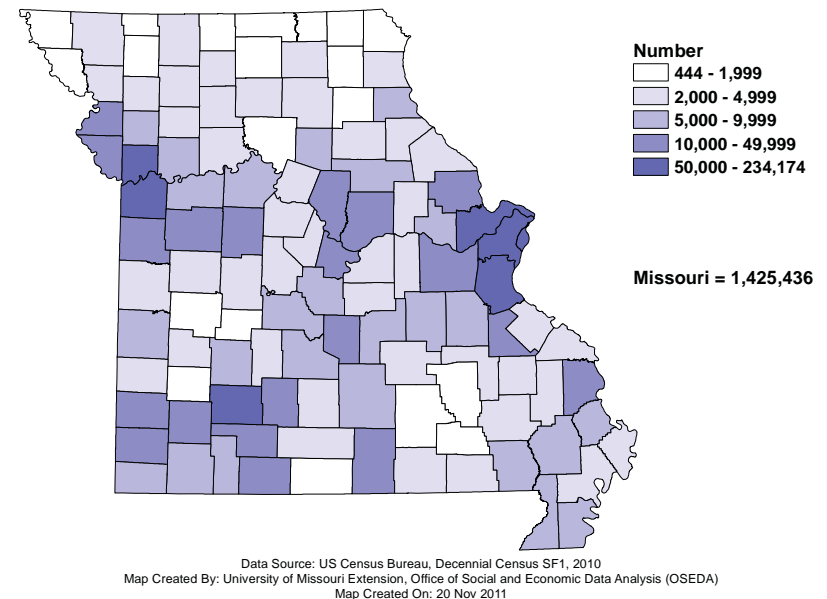 Number
444 - 1,999
2,000 - 4,999
5,000 - 9,999
10,000 - 49,999
50,000 - 234,174
Missouri = 1,425,436
Data Source: US Census Bureau, Decennial Census SF1, 2010
Map Created By: University of Missouri Extension, Office of Social and Economic Data Analysis (OSEDA)
Map Created On: 20 Nov 2011